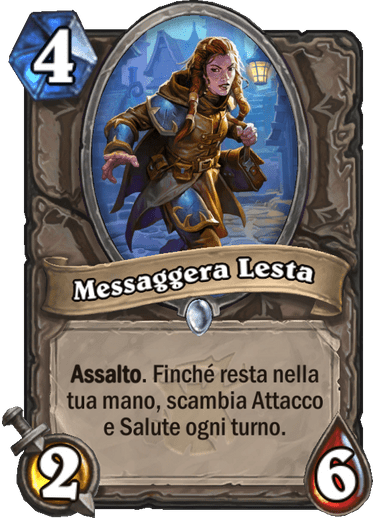 4
Messaggera Lesta
Assalto. Finché resta nella
tua mano, scambia Attacco
e Salute ogni turno.
2
6